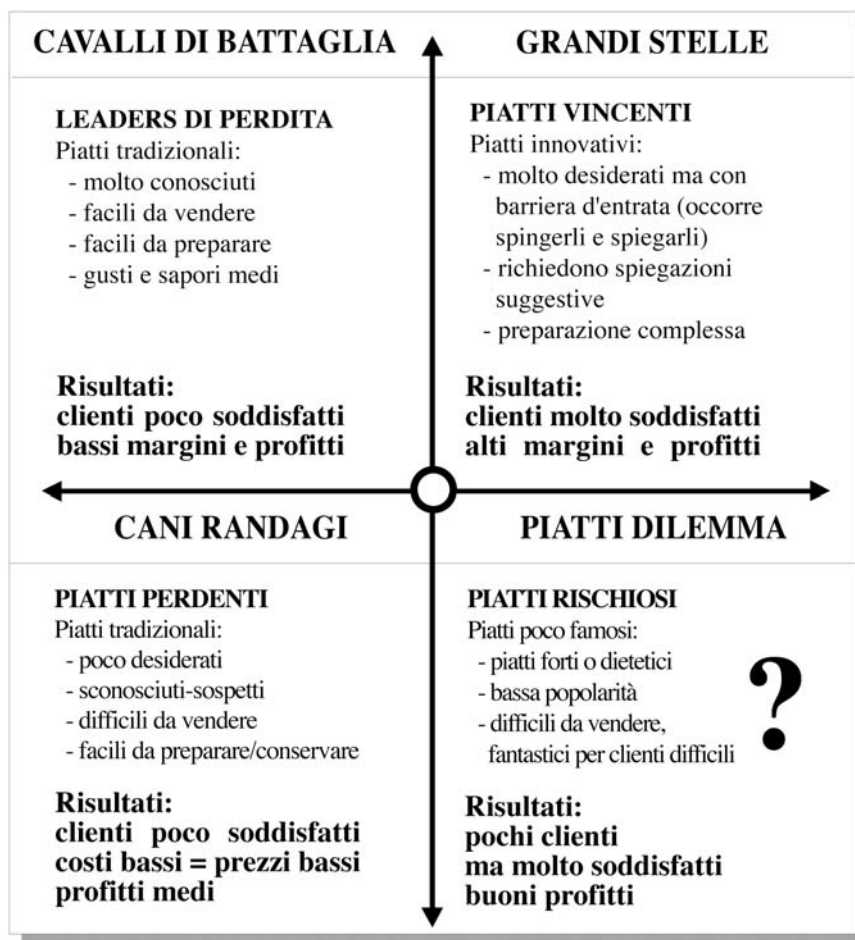 CAVALLI DI BATTAGLIA
LEADERS DI PERDITA
Piatti tradizionali:
- molto conosciuti
- facili da vendere
- facili da preparare
- gusti e sapori medi
Risultati:
clienti poco soddisfatti
bassi margini e profitti
GRANDI STELLE
PIATTI VINCENTI
Piatti innovativi:
- molto desiderati ma con
barriera d'entrata (occorre
spingerli e spiegarli)
- richiedono spiegazioni
suggestive
- preparazione complessa
Risultati:
clienti molto soddisfatti
alti margini e profitti
CANI RANDAGI
PIATTI PERDENTI
Piatti tradizionali:
- poco desiderati
- sconosciuti-sospetti
- difficili da vendere
- facili da preparare/conservare
Risultati:
clienti poco soddisfatti
costi bassi = prezzi bassi
profitti medi
PIATTI DILEMMA
PIATTI RISCHIOSI
Piatti poco famosi:
- piatti forti o dietetici
- bassa popolarità
- difficili da vendere,
fantastici per clienti difficili
?
Risultati:
pochi clienti
ma molto soddisfatti
buoni profitti